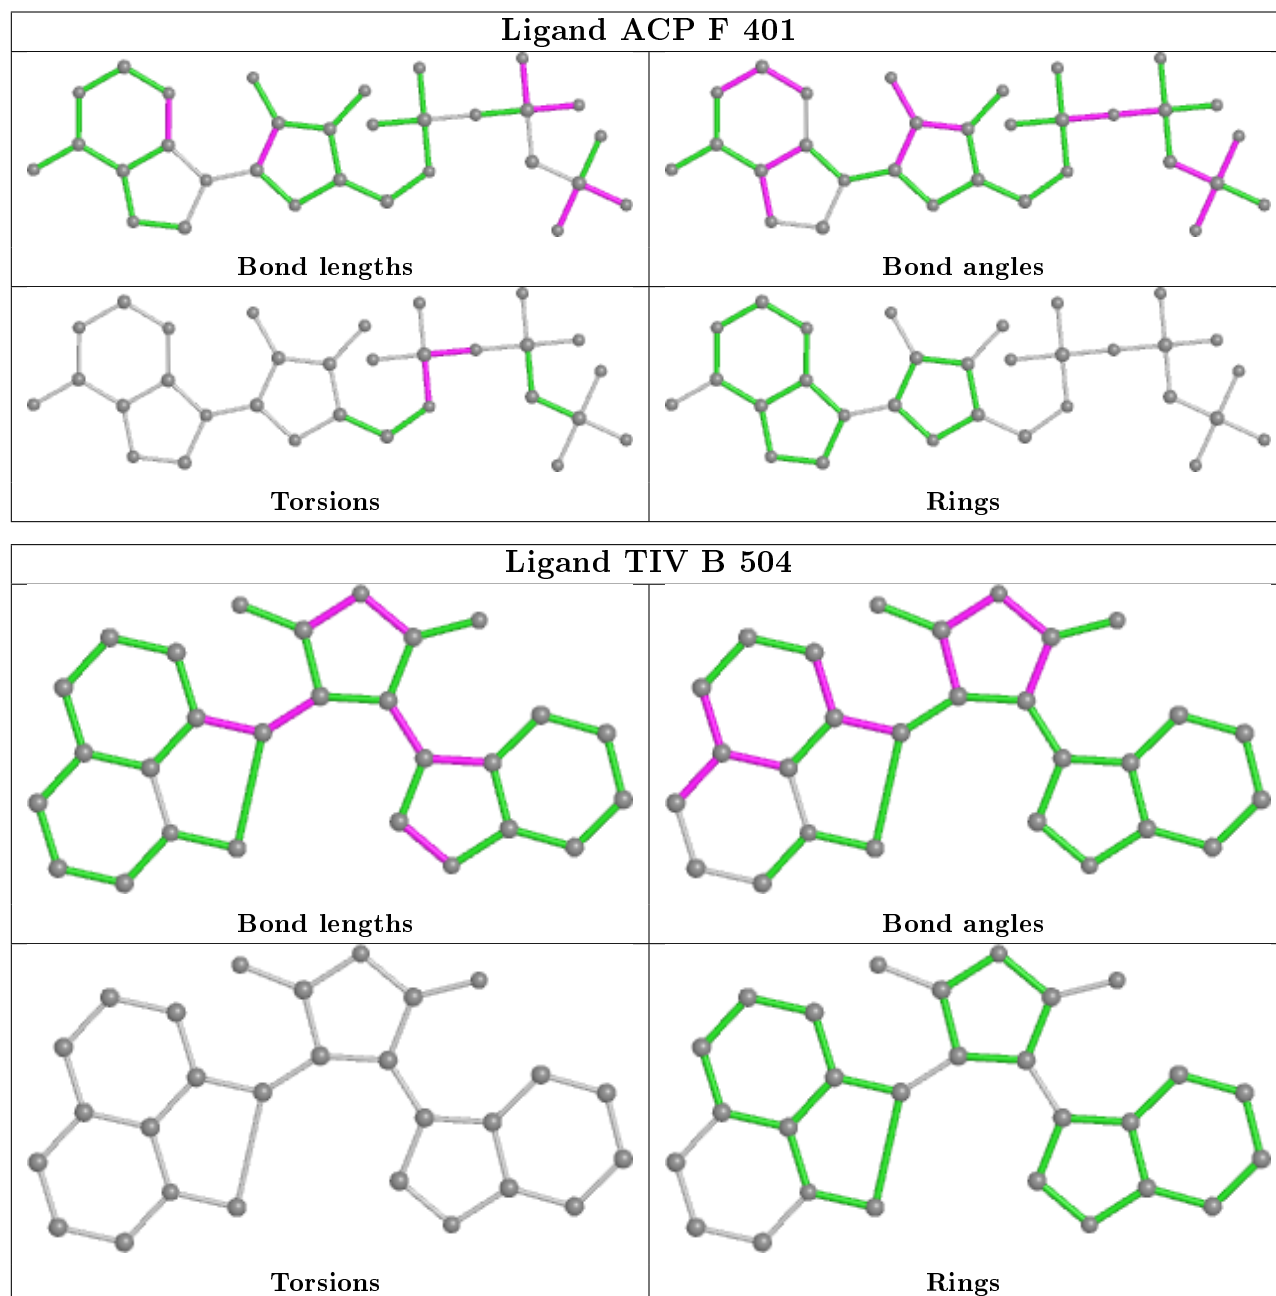 Ligand ACP F 401
Bond lengths
Bond angles
Torsions
Rings
Ligand TIV B 504
Bond lengths
Bond angles
Torsions
Rings